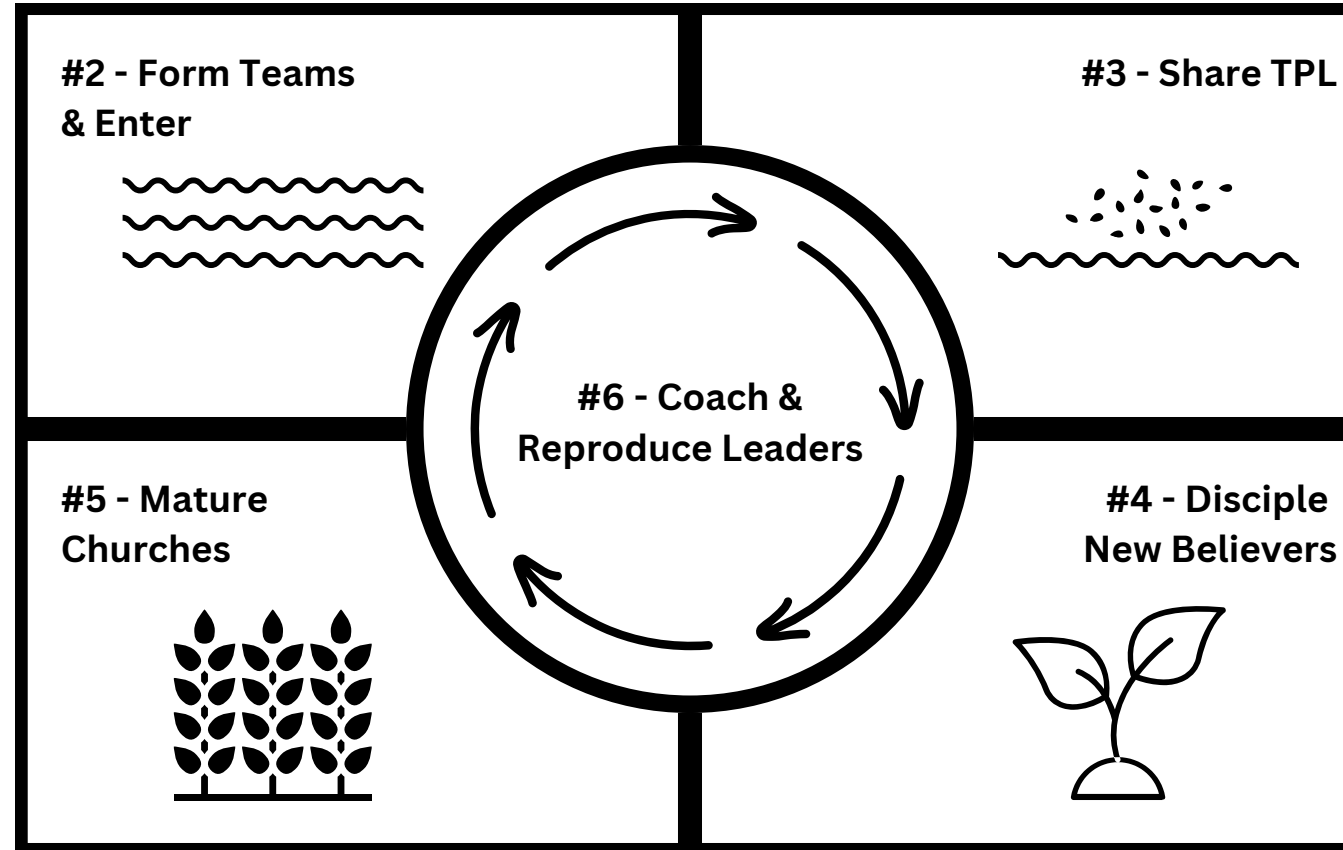 #2 - Form Teams
& Enter
#3 - Share TPL
#6 - Coach &
Reproduce Leaders
#5 - Mature
Churches
#4 - Disciple
New Believers